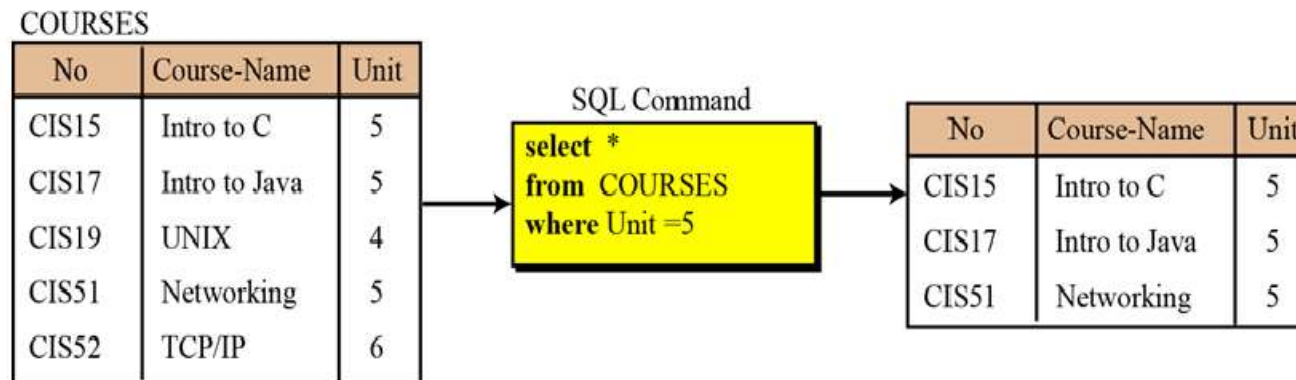 COURSES
No Course-Name Unit
CIS15 Intro to C 5
CIS17 Intro to Java 5
CIS19 UNIX 4
CIS51 Networking 5
CIS52 TCP/IP 6
SQL Command
select *
from COURSES
where Unit =5
No Course-Name Unit
CIS15 Intro to C 5
CIS17 Intro to Java 5
CIS51 Networking 5